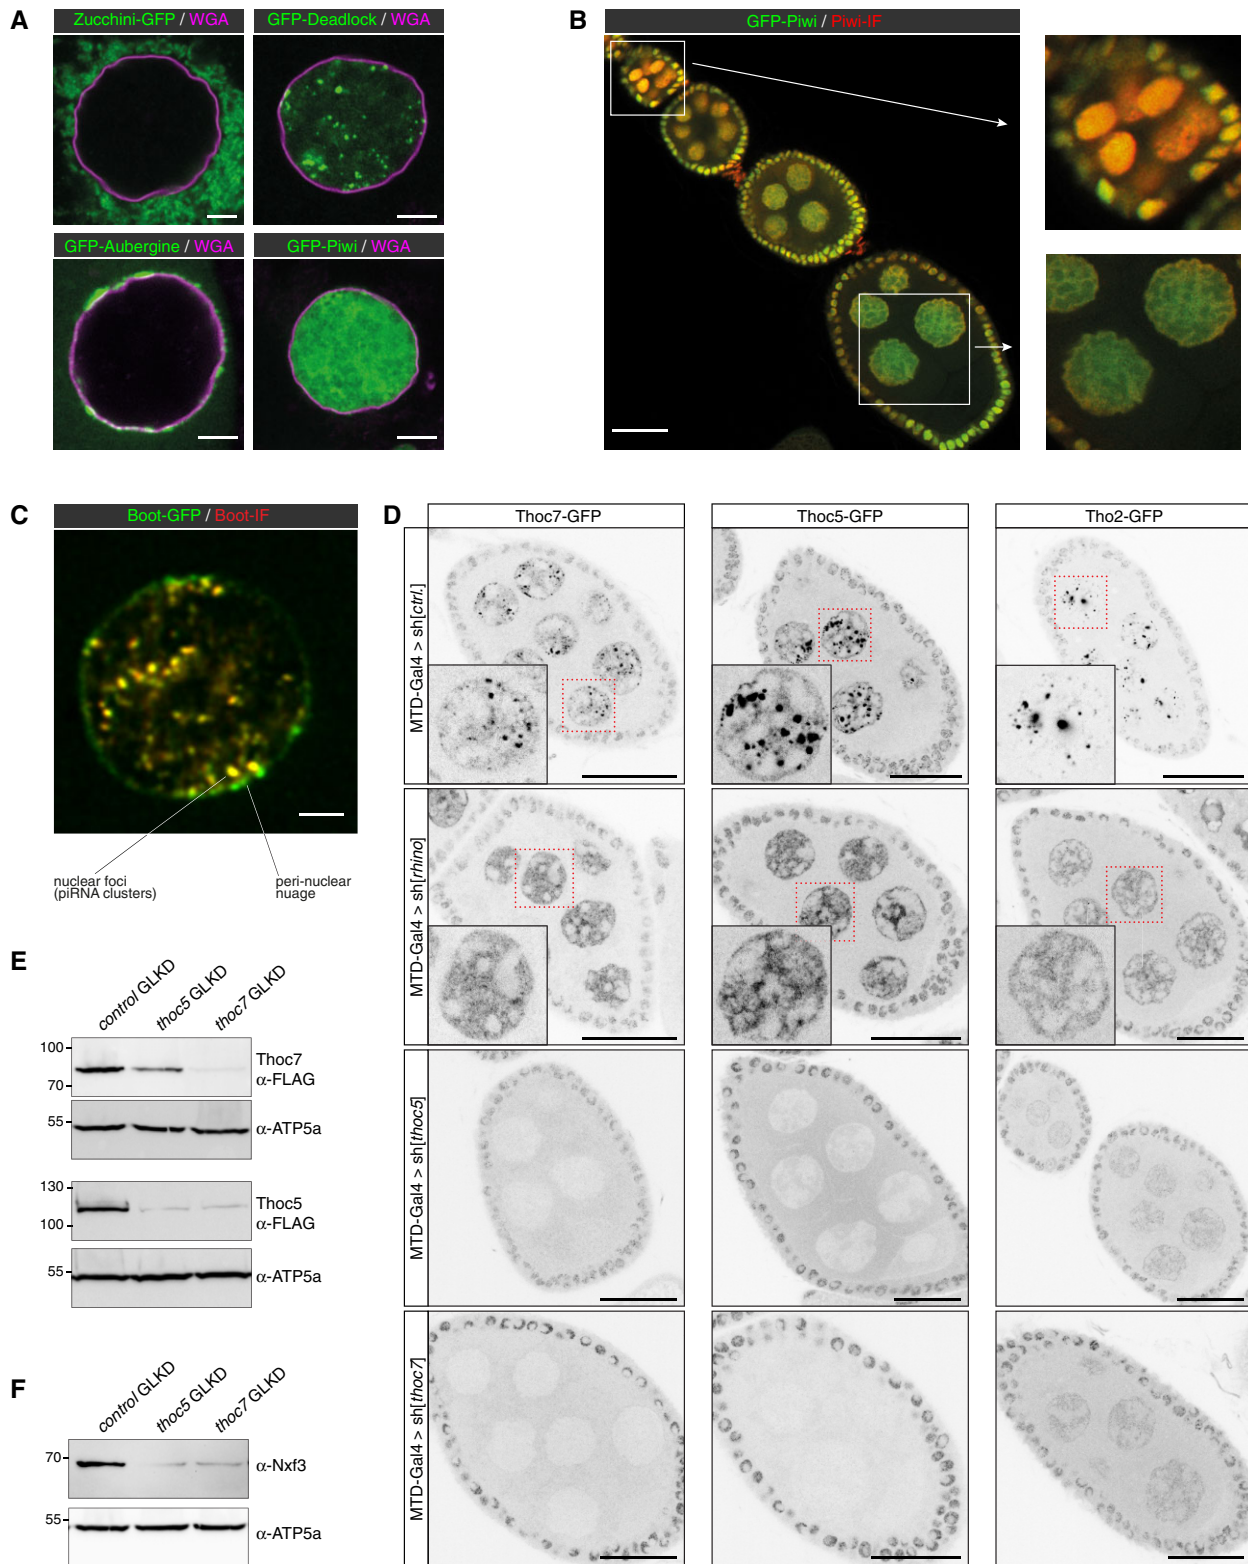 A
Zucchini-GFP / WGA
GFP-Deadlock / WGA
GFP-Aubergine / WGA
GFP-Piwi / WGA
B
GFP-Piwi / Piwi-IF
C
Boot-GFP / Boot-IF
nuclear foci
(piRNA clusters)
peri-nuclear
nuage
D
Thoc7-GFP
Thoc5-GFP
Tho2-GFP
MTD-Gal4 > sh[ctrl.]
MTD-Gal4 > sh[rhino]
MTD-Gal4 > sh[thoc5]
MTD-Gal4 > sh[thoc7]
E
control GLKD
thoc5 GLKD
thoc7 GLKD
100
70
Thoc7
α-FLAG
55
α-ATP5a
130
100
Thoc5
α-FLAG
55
α-ATP5a
F
control GLKD
thoc5 GLKD
thoc7 GLKD
70
α-Nxf3
55
α-ATP5a